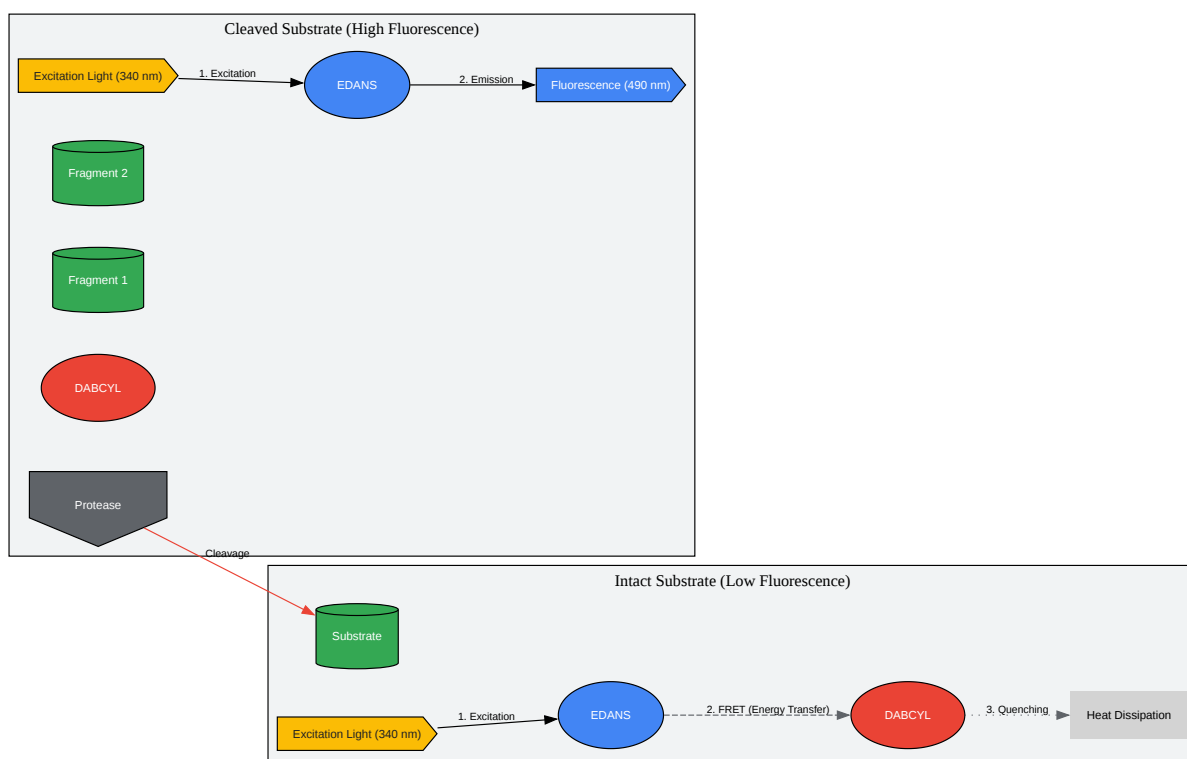 Cleaved Substrate (High Fluorescence)
Excitation Light (340 nm)
1. Excitation
EDANS
2. Emission
Fluorescence (490 nm)
Fragment 2
Fragment 1
DABCYL
Protease
Cleavage
Intact Substrate (Low Fluorescence)
Substrate
Excitation Light (340 nm)
1. Excitation
EDANS
2. FRET (Energy Transfer)
DABCYL
3. Quenching
Heat Dissipation